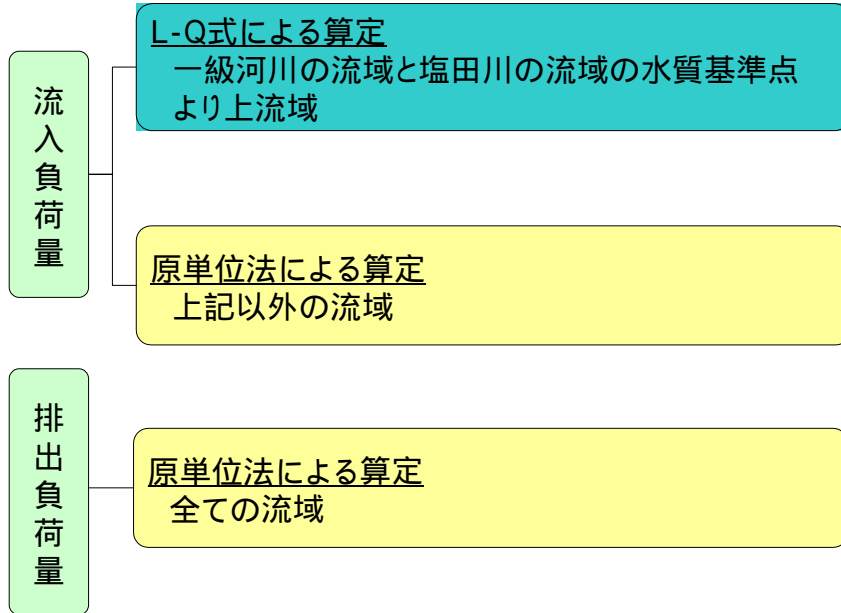 流入負荷量
L-Q式による算定
一級河川の流域と塩田川の流域の水質基準点
より上流域
原単位法による算定
上記以外の流域
排出負荷量
原単位法による算定
全ての流域